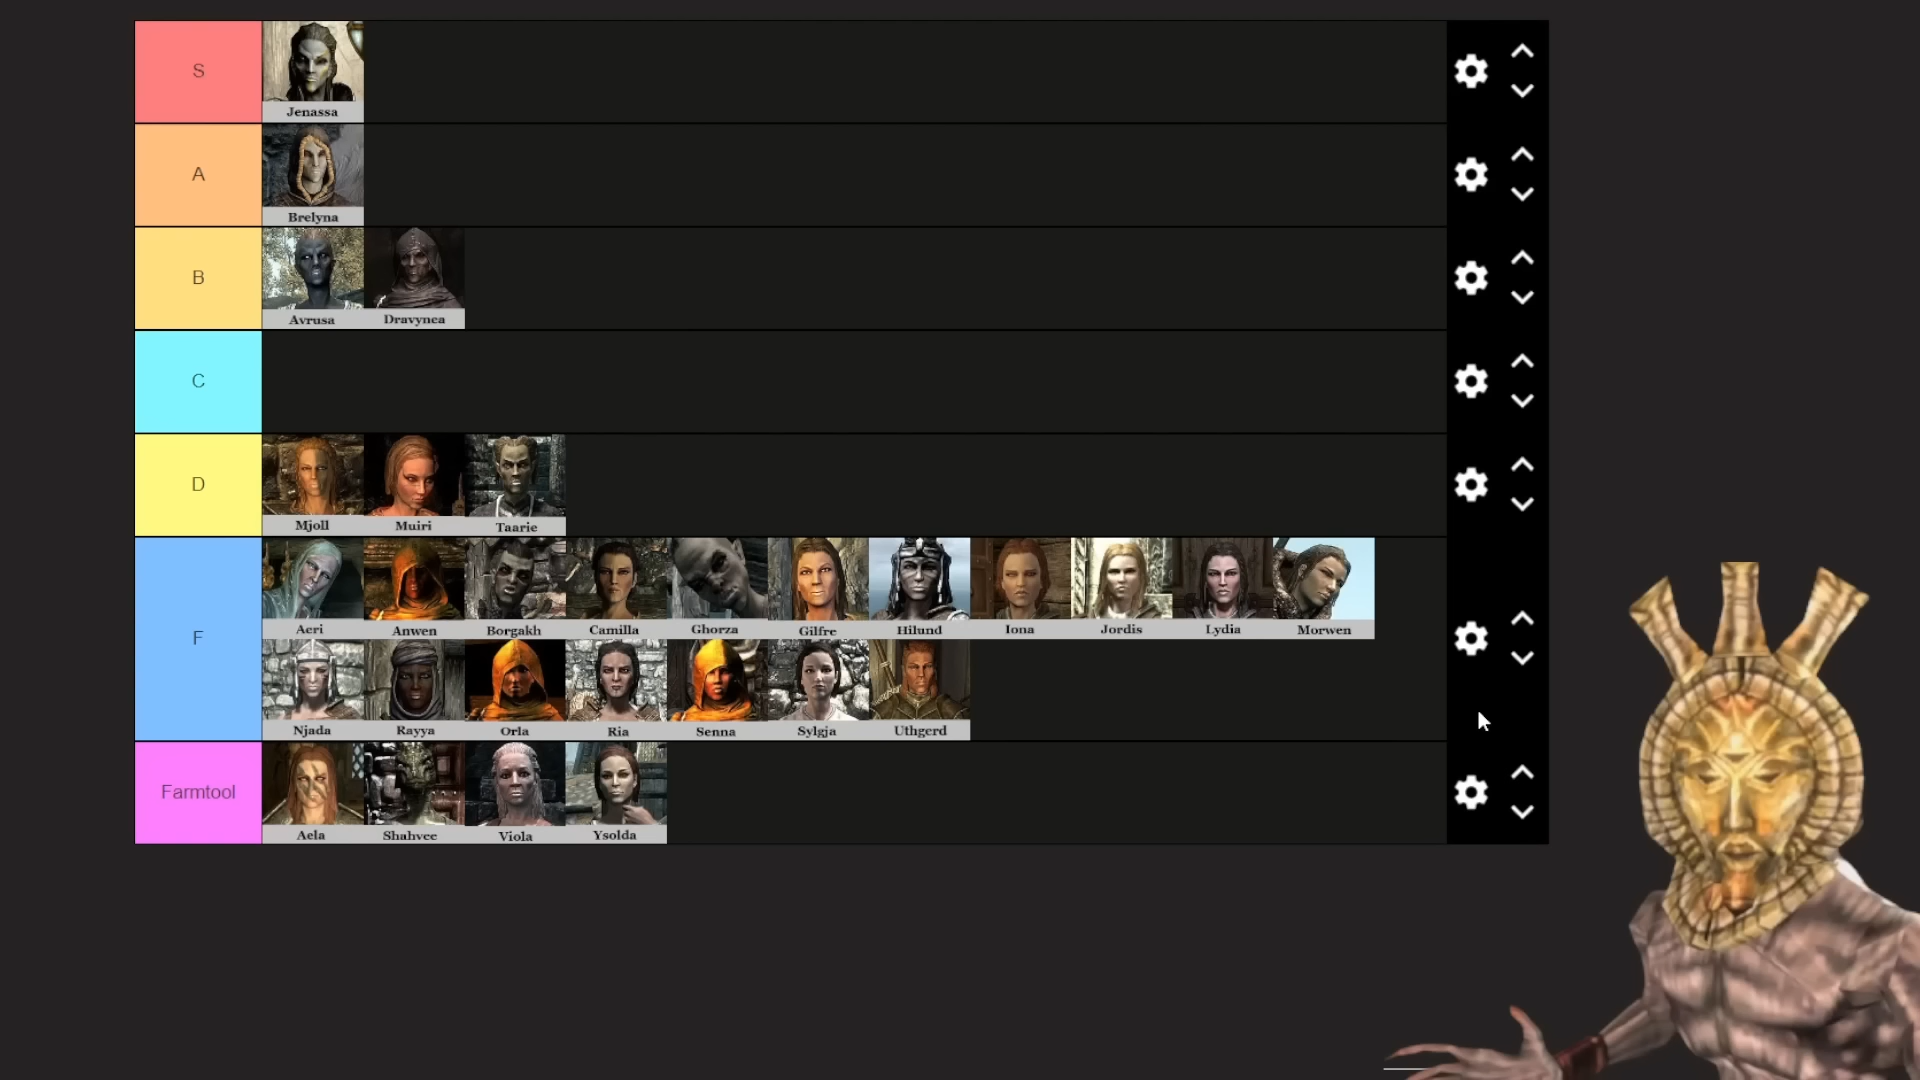 S
Jenassa
A
Brelyna
B
Avrusa Dravynea
C
D
Mjoll Muiri Taarie
F
Aeri Anwen Borgakh Camilla Ghorza Gilfre Hilund Iona Jordis Lydia Morwen
Njada Rayya Orla Ria Senna Sylgja Uthgerd
Farmtool
Aela Shahvee Viola Ysolda